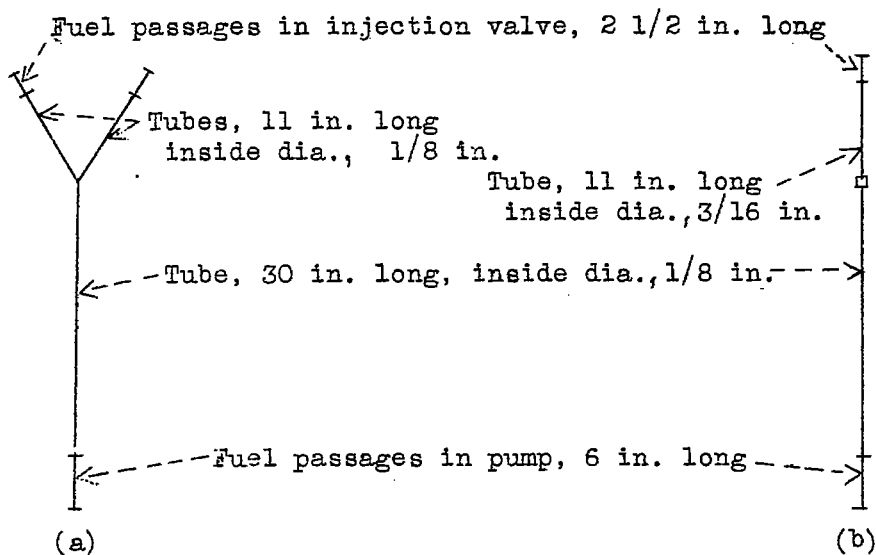 Fuel passages in injection valve, 2 1/2 in. long
Tubes, 11 in. long
inside dia., 1/8 in.
Tube, 11 in. long
inside dia., 3/16 in.
Tube, 30 in. long, inside dia., 1/8 in.
Fuel passages in pump, 6 in. long
(a)
(b)